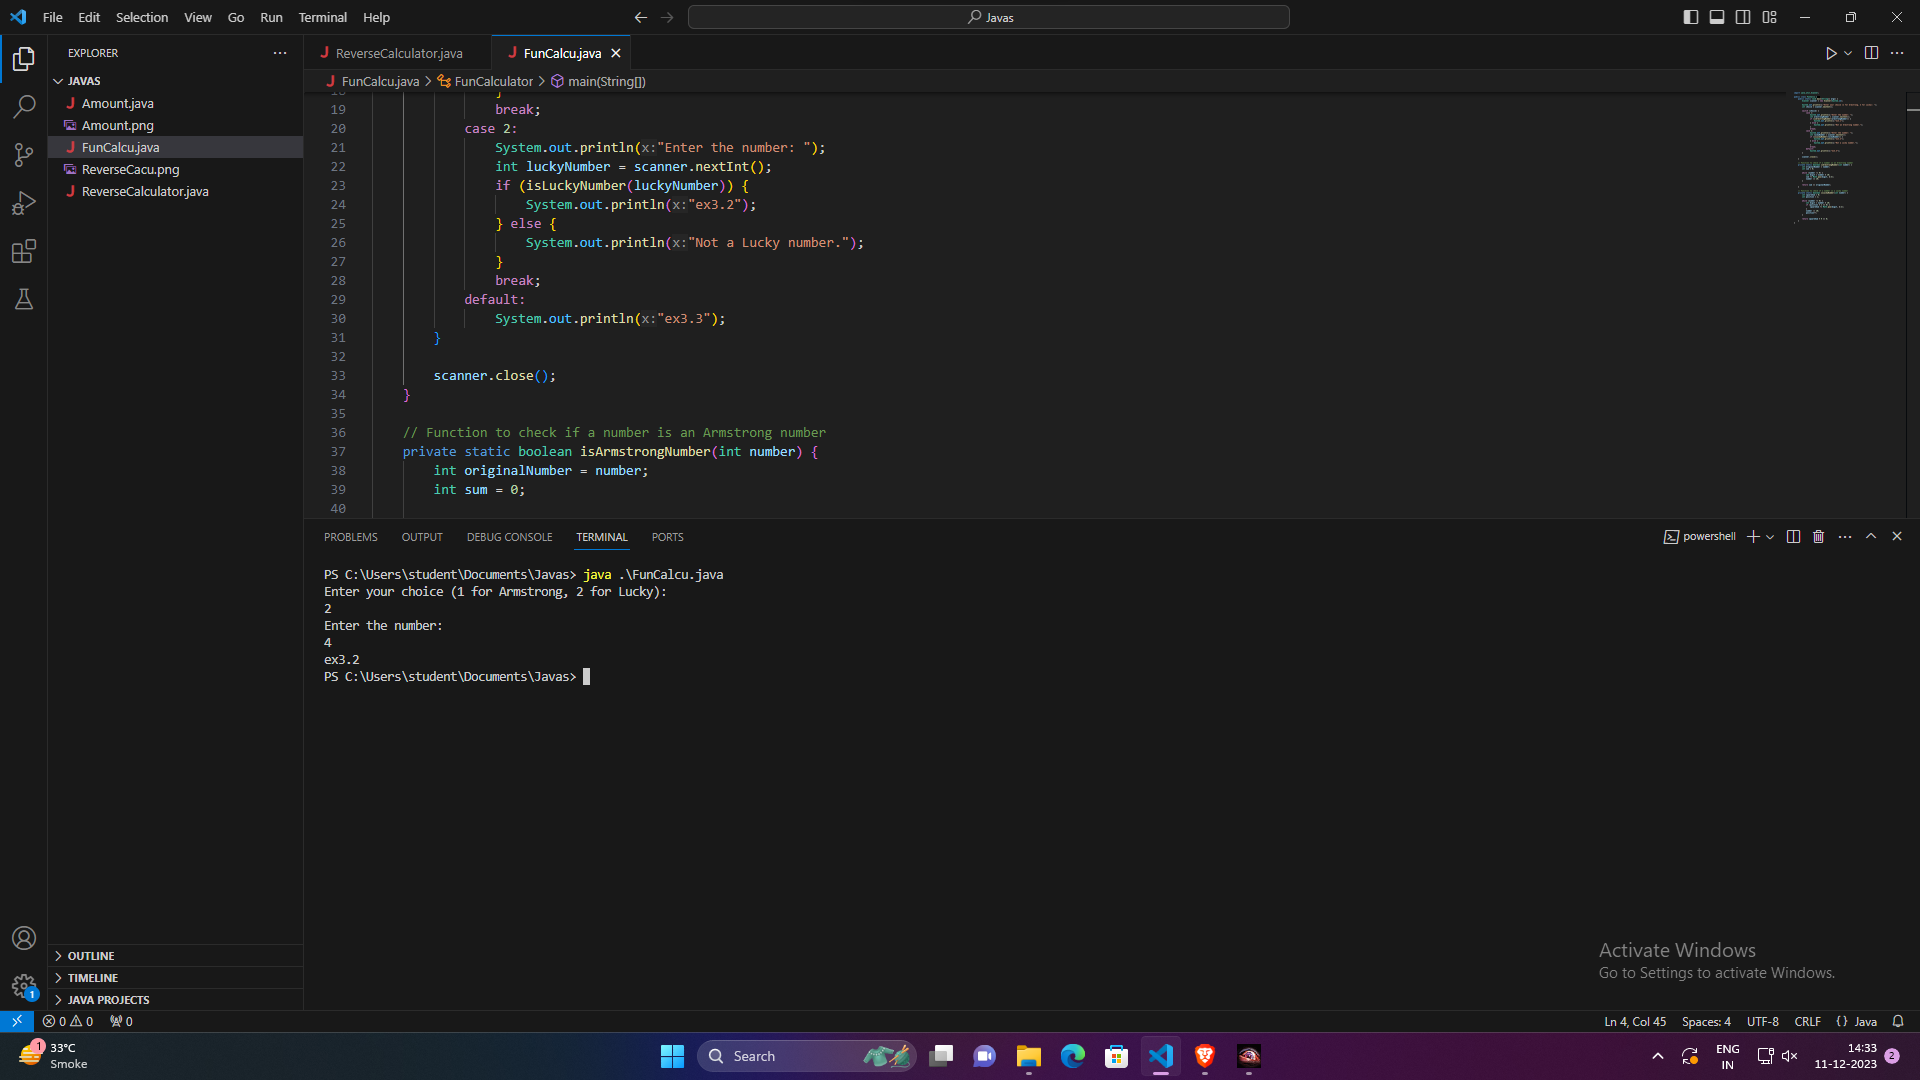 File Edit Selection View Go Run Terminal Help
Javas
EXPLORER
JAVAS
Amount.java
Amount.png
FunCalcu.java
ReverseCacu.png
ReverseCalculator.java
OUTLINE
TIMELINE
JAVA PROJECTS
ReverseCalculator.java FunCalcu.java
FunCalcu.java > FunCalculator > main(String[])
19 break;
20 case 2:
21 System.out.println(x:"Enter the number: ");
22 int luckyNumber = scanner.nextInt();
23 if (isLuckyNumber(luckyNumber)) {
24 System.out.println(x:"ex3.2");
25 } else {
26 System.out.println(x:"Not a Lucky number.");
27 }
28 break;
29 default:
30 System.out.println(x:"ex3.3");
31 }
32
33 scanner.close();
34 }
35
36 // Function to check if a number is an Armstrong number
37 private static boolean isArmstrongNumber(int number) {
38 int originalNumber = number;
39 int sum = 0;
40
PROBLEMS OUTPUT DEBUG CONSOLE TERMINAL PORTS
powershell
PS C:\Users\student\Documents\Javas> java .\FunCalcu.java
Enter your choice (1 for Armstrong, 2 for Lucky):
2
Enter the number:
4
ex3.2
PS C:\Users\student\Documents\Javas>
Activate Windows
Go to Settings to activate Windows.
1
0 0 0
Ln 4, Col 45 Spaces: 4 UTF-8 CRLF {} Java
1
33°C
Smoke
Search
ENG
IN
14:33
11-12-2023
2